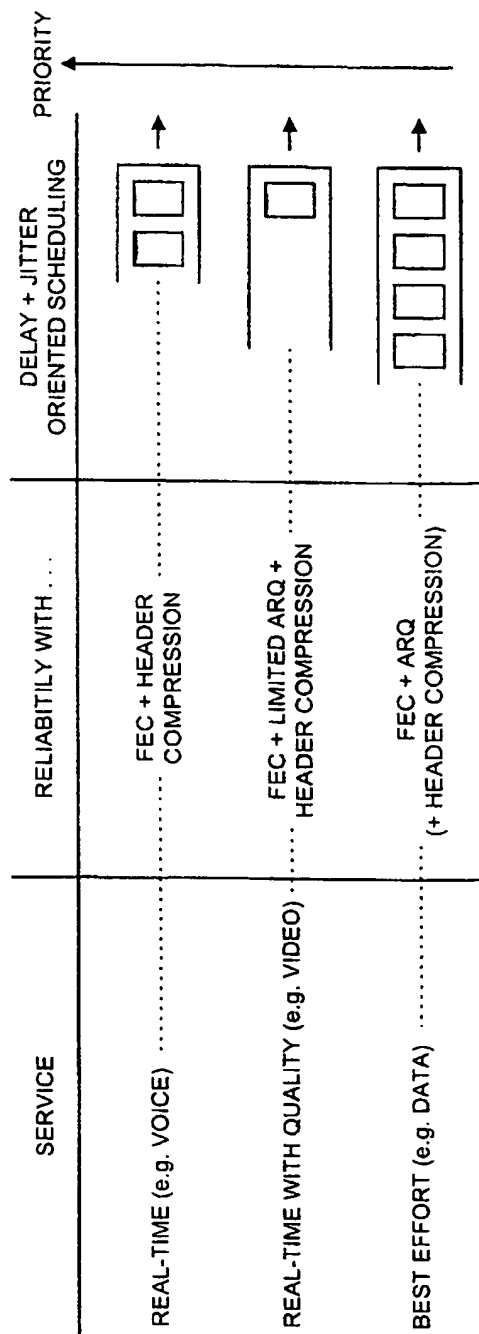 SERVICE
RELIABITILY WITH . . . .
DELAY + JITTER
ORIENTED SCHEDULING
PRIORITY
REAL-TIME (e.g. VOICE)
FEC + HEADER
COMPRESSION
REAL-TIME WITH QUALITY (e.g. VIDEO)
FEC + LIMITED ARQ +
HEADER COMPRESSION
BEST EFFORT (e.g. DATA)
FEC + ARQ
(+ HEADER COMPRESSION)